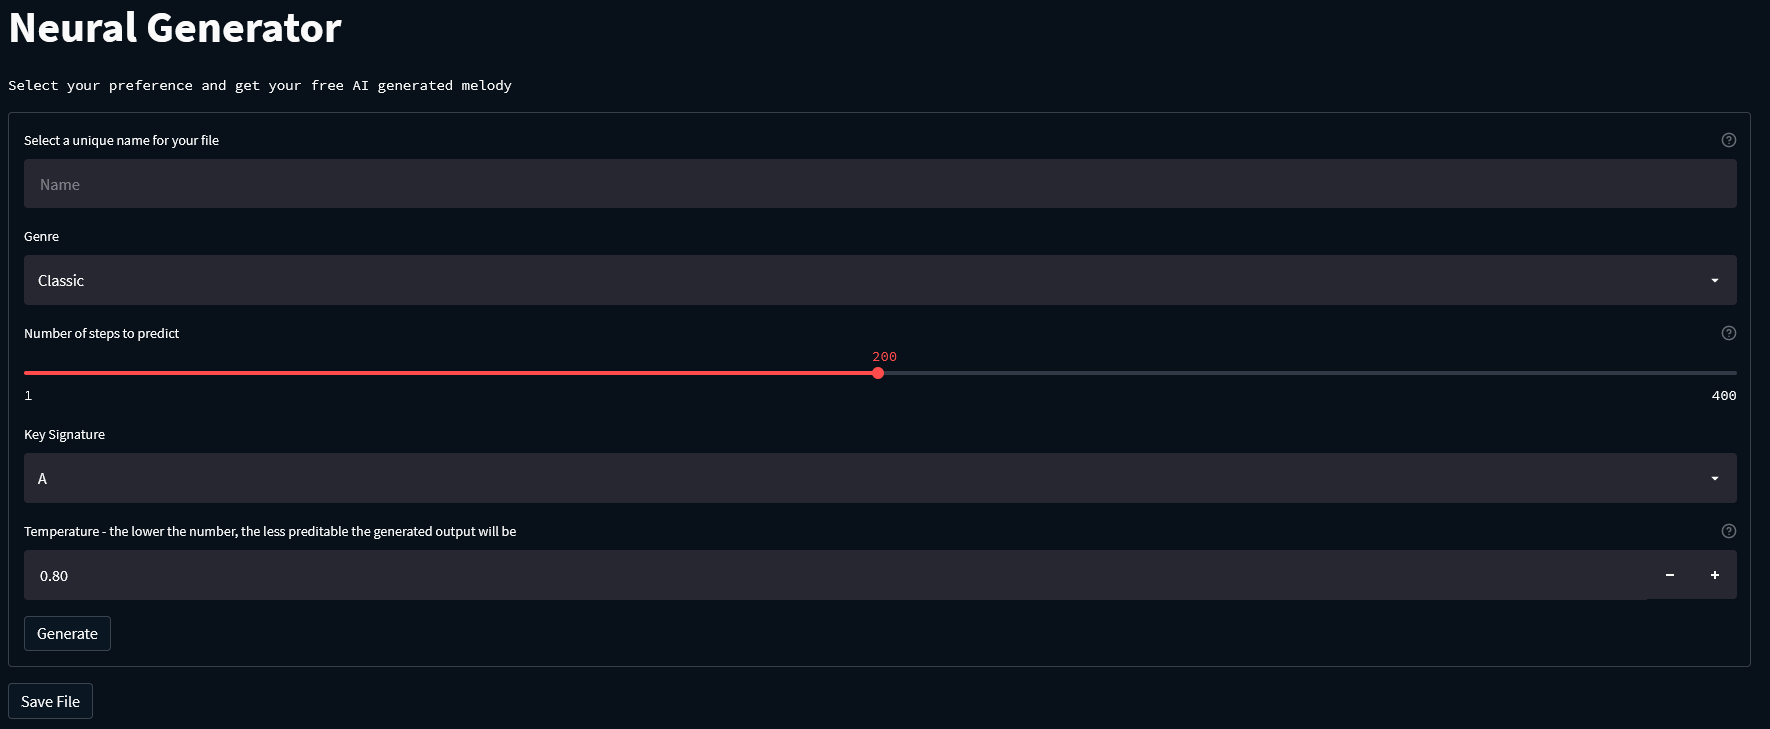 Neural Generator
Select your preference and get your free AI generated melody
Select a unique name for your file
Name
Genre
Classic
Number of steps to predict
200
1
400
Key Signature
A
Temperature - the lower the number, the less preditable the generated output will be
0.80
Generate
Save File